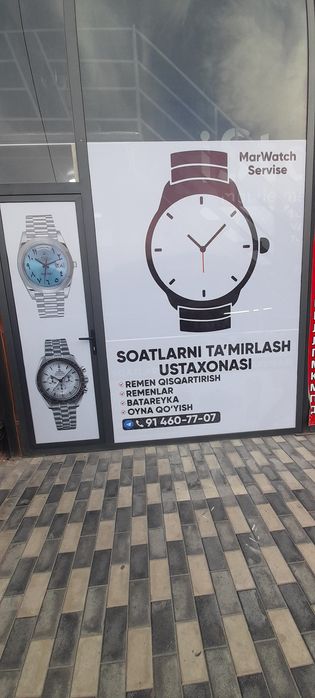 MarWatch
Servise
SOATLARNI TA'MIRLASH
USTAXONASI
REMEN QISQARTIRISH
REMENLAR
BATAREYKA
OYNA QO'YISH
91 460-77-07